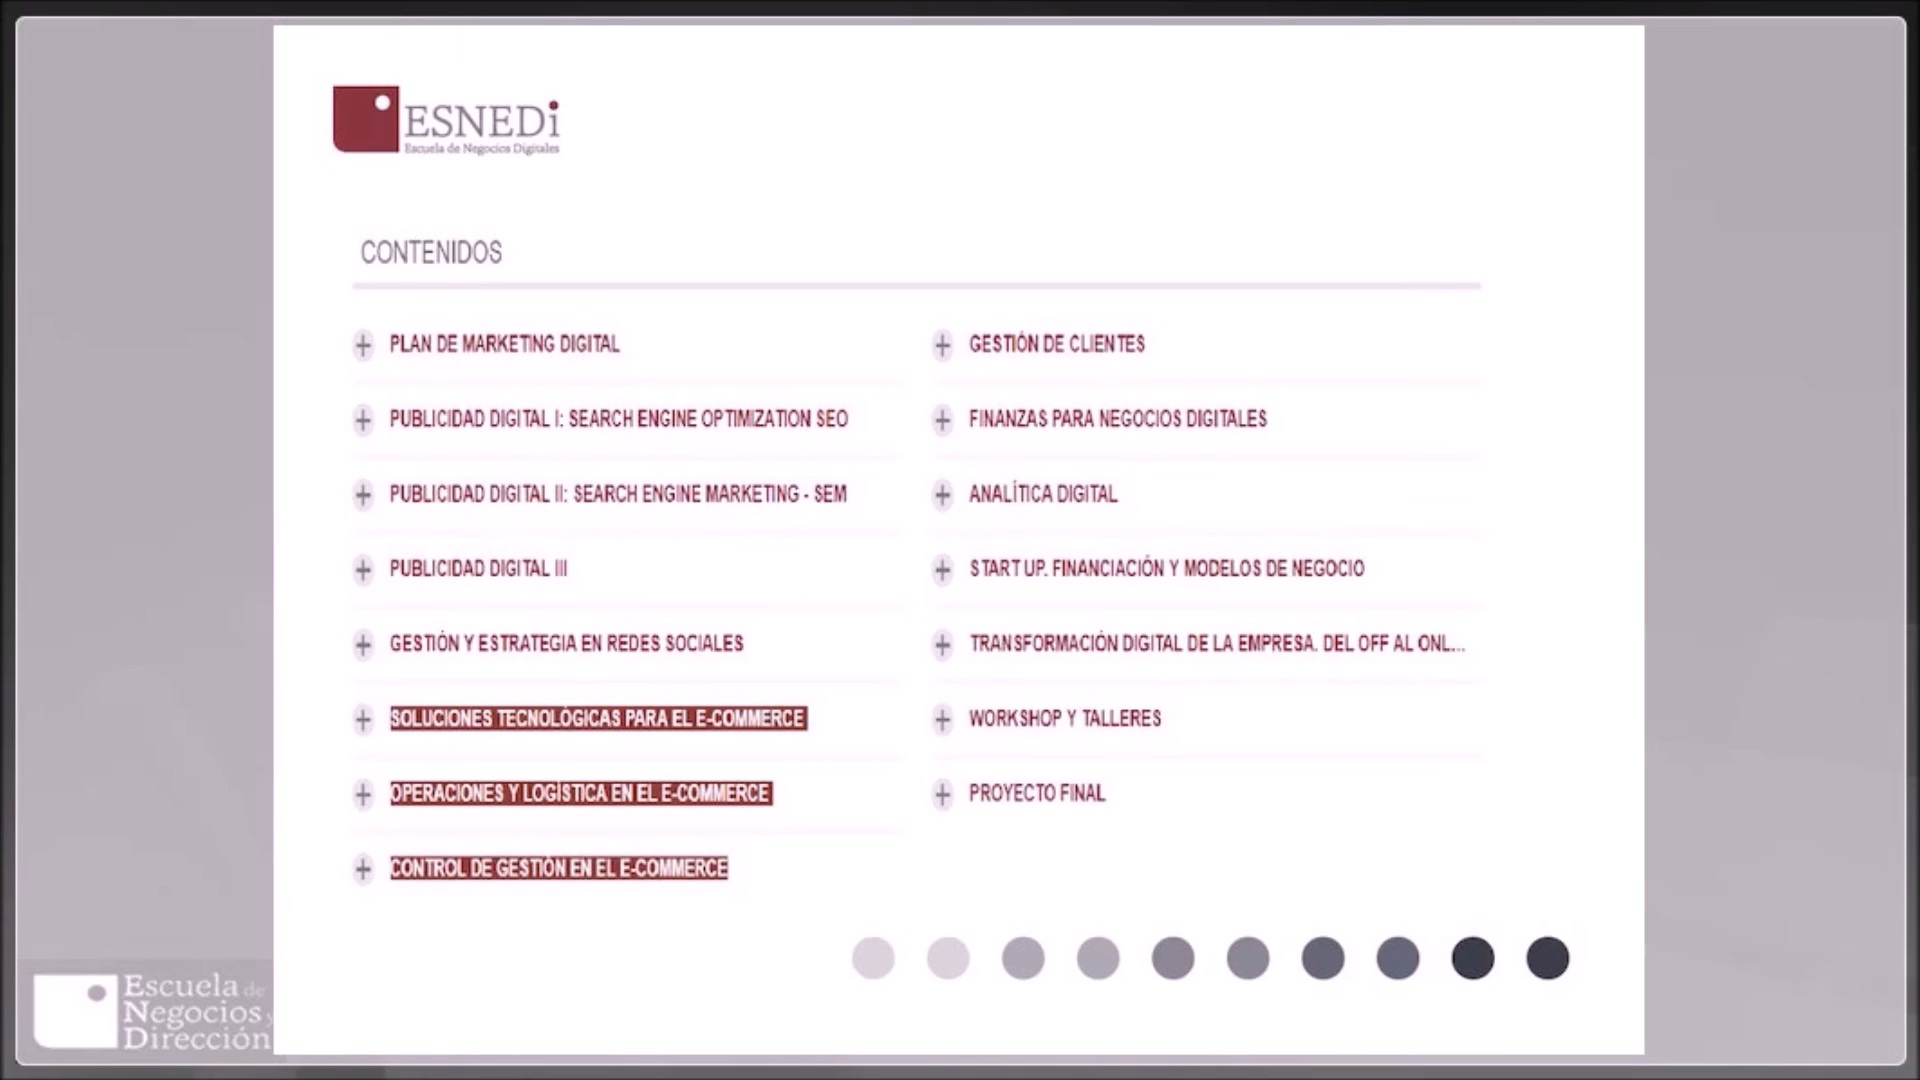 ESNEDi
Escuela de Negocios Digitales
CONTENIDOS
PLAN DE MARKETING DIGITAL
PUBLICIDAD DIGITAL I: SEARCH ENGINE OPTIMIZATION SEO
PUBLICIDAD DIGITAL II: SEARCH ENGINE MARKETING - SEM
PUBLICIDAD DIGITAL III
GESTIÓN Y ESTRATEGIA EN REDES SOCIALES
SOLUCIONES TECNOLÓGICAS PARA EL E-COMMERCE
OPERACIONES Y LOGÍSTICA EN EL E-COMMERCE
CONTROL DE GESTIÓN EN EL E-COMMERCE
GESTIÓN DE CLIENTES
FINANZAS PARA NEGOCIOS DIGITALES
ANALÍTICA DIGITAL
START UP. FINANCIACIÓN Y MODELOS DE NEGOCIO
TRANSFORMACIÓN DIGITAL DE LA EMPRESA. DEL OFF AL ONL...
WORKSHOP Y TALLERES
PROYECTO FINAL
Escuela de
Negocios y
Dirección